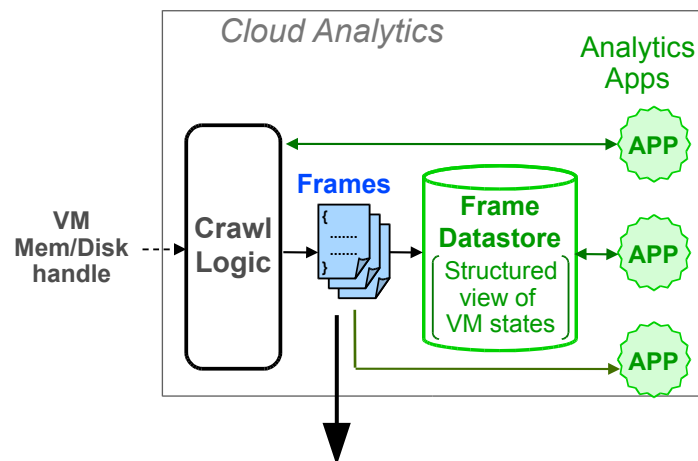 Cloud Analytics
Analytics
Apps
APP
Frames
VM
Mem/Disk
handle
Crawl
Logic
{
.......
......
}
Frame
Datastore
Structured
view of
VM states
APP
APP